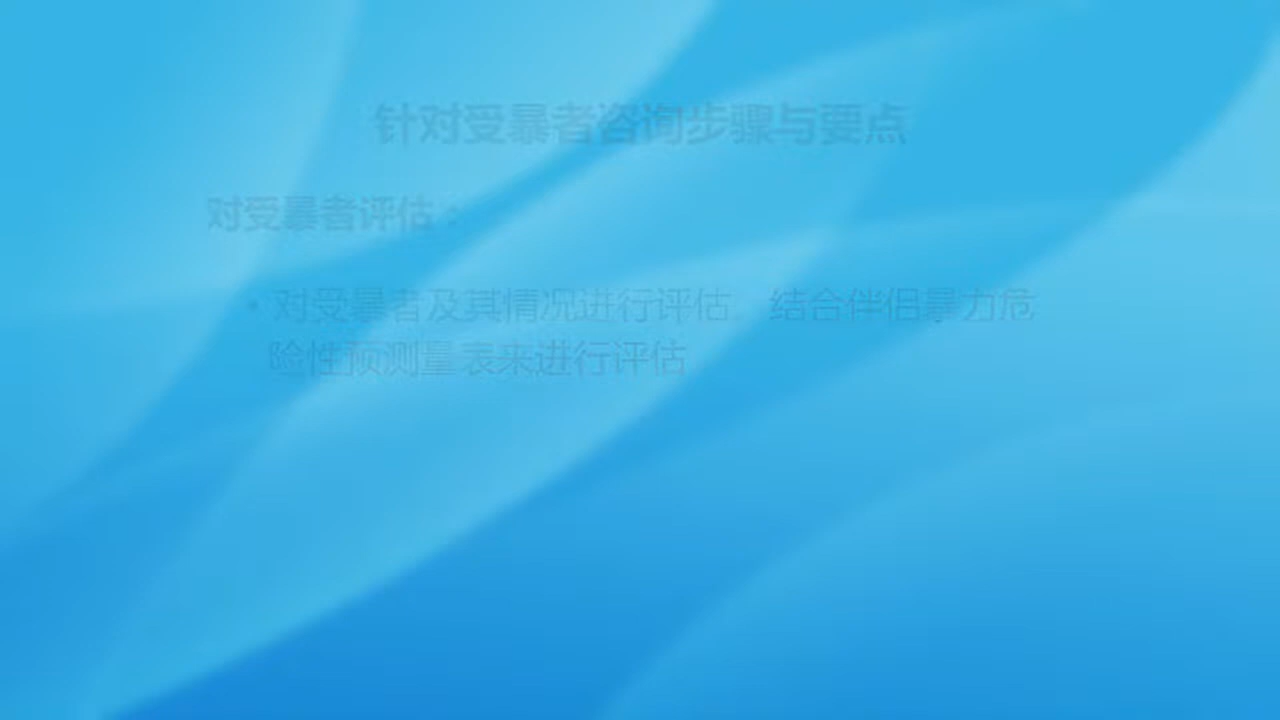 针对受暴者咨询步骤与要点
对受暴者评估：
· 对受暴者及其情况进行评估。结合伴侣暴力危
险性预测量表来进行评估